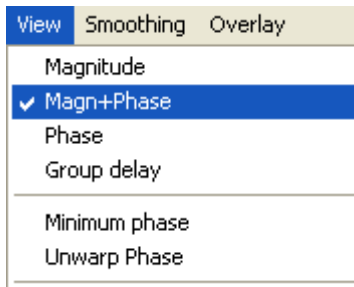 View Smoothing Overlay
Magnitude
Magn+Phase
Phase
Group delay
Minimum phase
Unwarp Phase